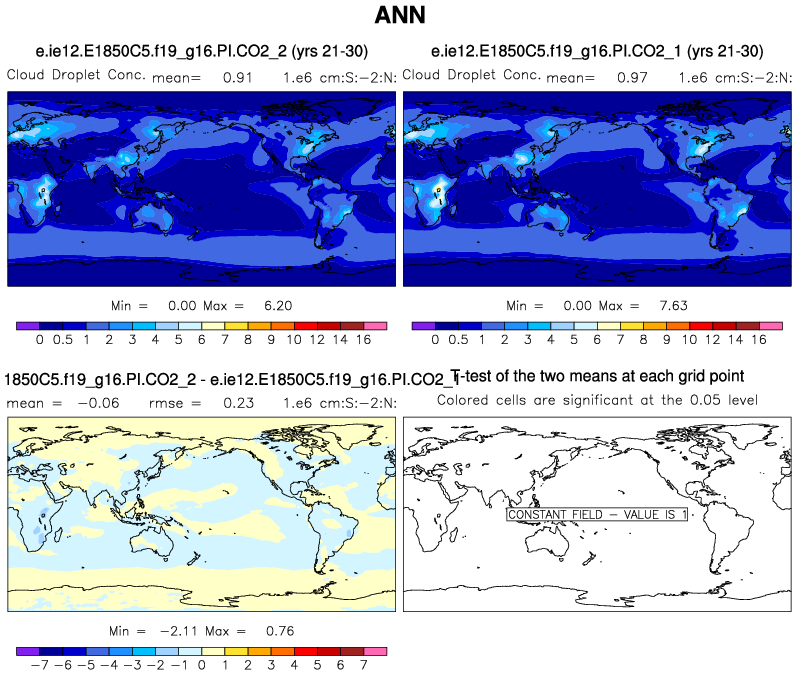 ANN
e.ie12.E1850C5.f19_g16.PI.CO2_2 (yrs 21-30)
e.ie12.E1850C5.f19_g16.PI.CO2_1 (yrs 21-30)
Cloud Droplet Conc. mean= 0.91 1.e6 cm:S:-2:N:
Cloud Droplet Conc. mean= 0.97 1.e6 cm:S:-2:N:
Min = 0.00 Max = 6.20
Min = 0.00 Max = 7.63
0 0.5 1 2 3 4 5 6 7 8 9 10 12 14 16
0 0.5 1 2 3 4 5 6 7 8 9 10 12 14 16
1850C5.f19_g16.PI.CO2_2 - e.ie12.E1850C5.f19_g16.PI.CO2_1
T-test of the two means at each grid point
mean = -0.06 rmse = 0.23 1.e6 cm:S:-2:N:
Colored cells are significant at the 0.05 level
CONSTANT FIELD - VALUE IS 1
Min = -2.11 Max = 0.76
-7 -6 -5 -4 -3 -2 -1 0 1 2 3 4 5 6 7